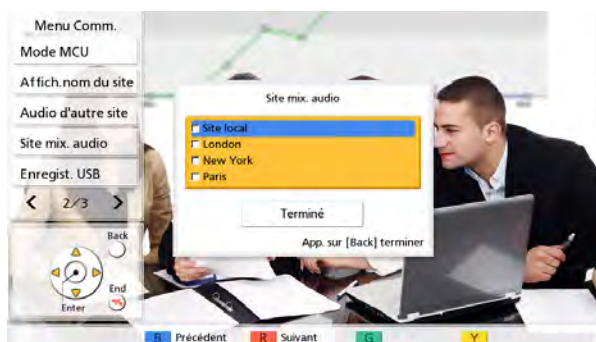 Menu Comm.
Mode MCU
Affich.nom du site
Audio d'autre site
Site mix. audio
Enregist. USB
2/3
Back
End
Enter
Site mix. audio
Site local
London
New York
Paris
Terminé
App. sur [Back] terminer
B Précédent R Suivant G Y